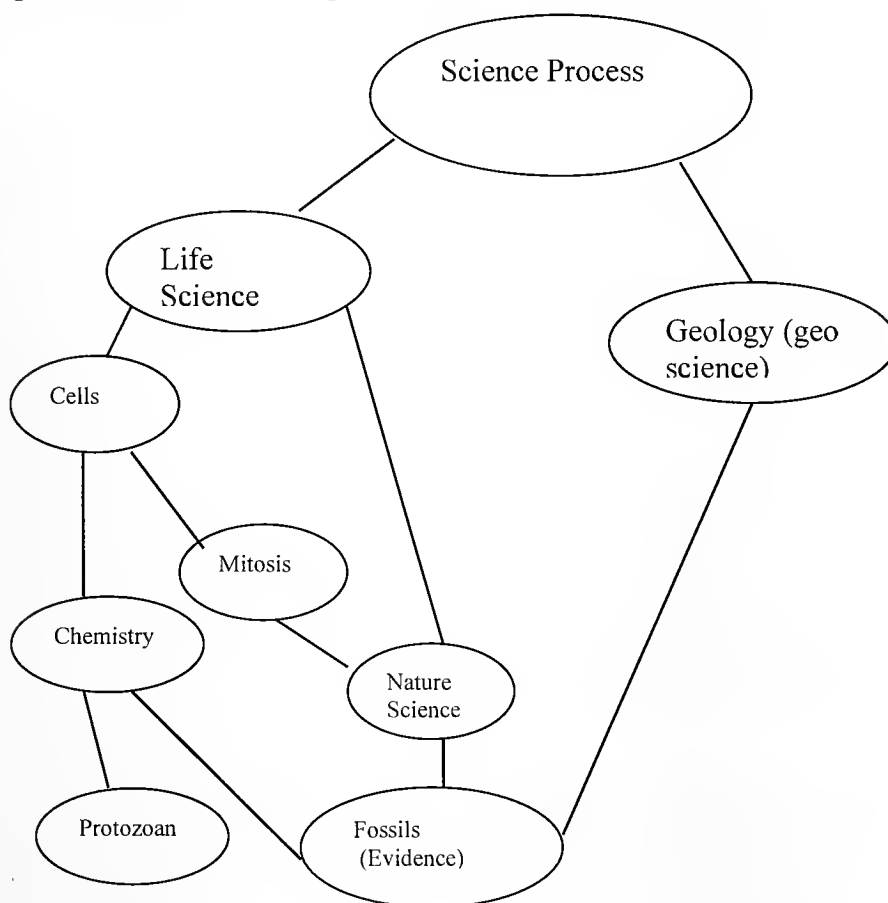 Science Process
Life
Science
Geology (geo
science)
Cells
Mitosis
Chemistry
Nature
Science
Protozoan
Fossils
(Evidence)